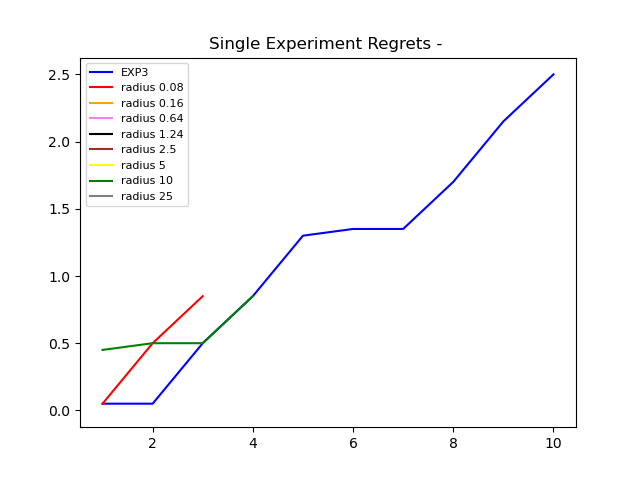 Single Experiment Regrets -
2.5
2.0
1.5
1.0
0.5
0.0
EXP3
radius 0.08
radius 0.16
radius 0.64
radius 1.24
radius 2.5
radius 5
radius 10
radius 25
2 4 6 8 10